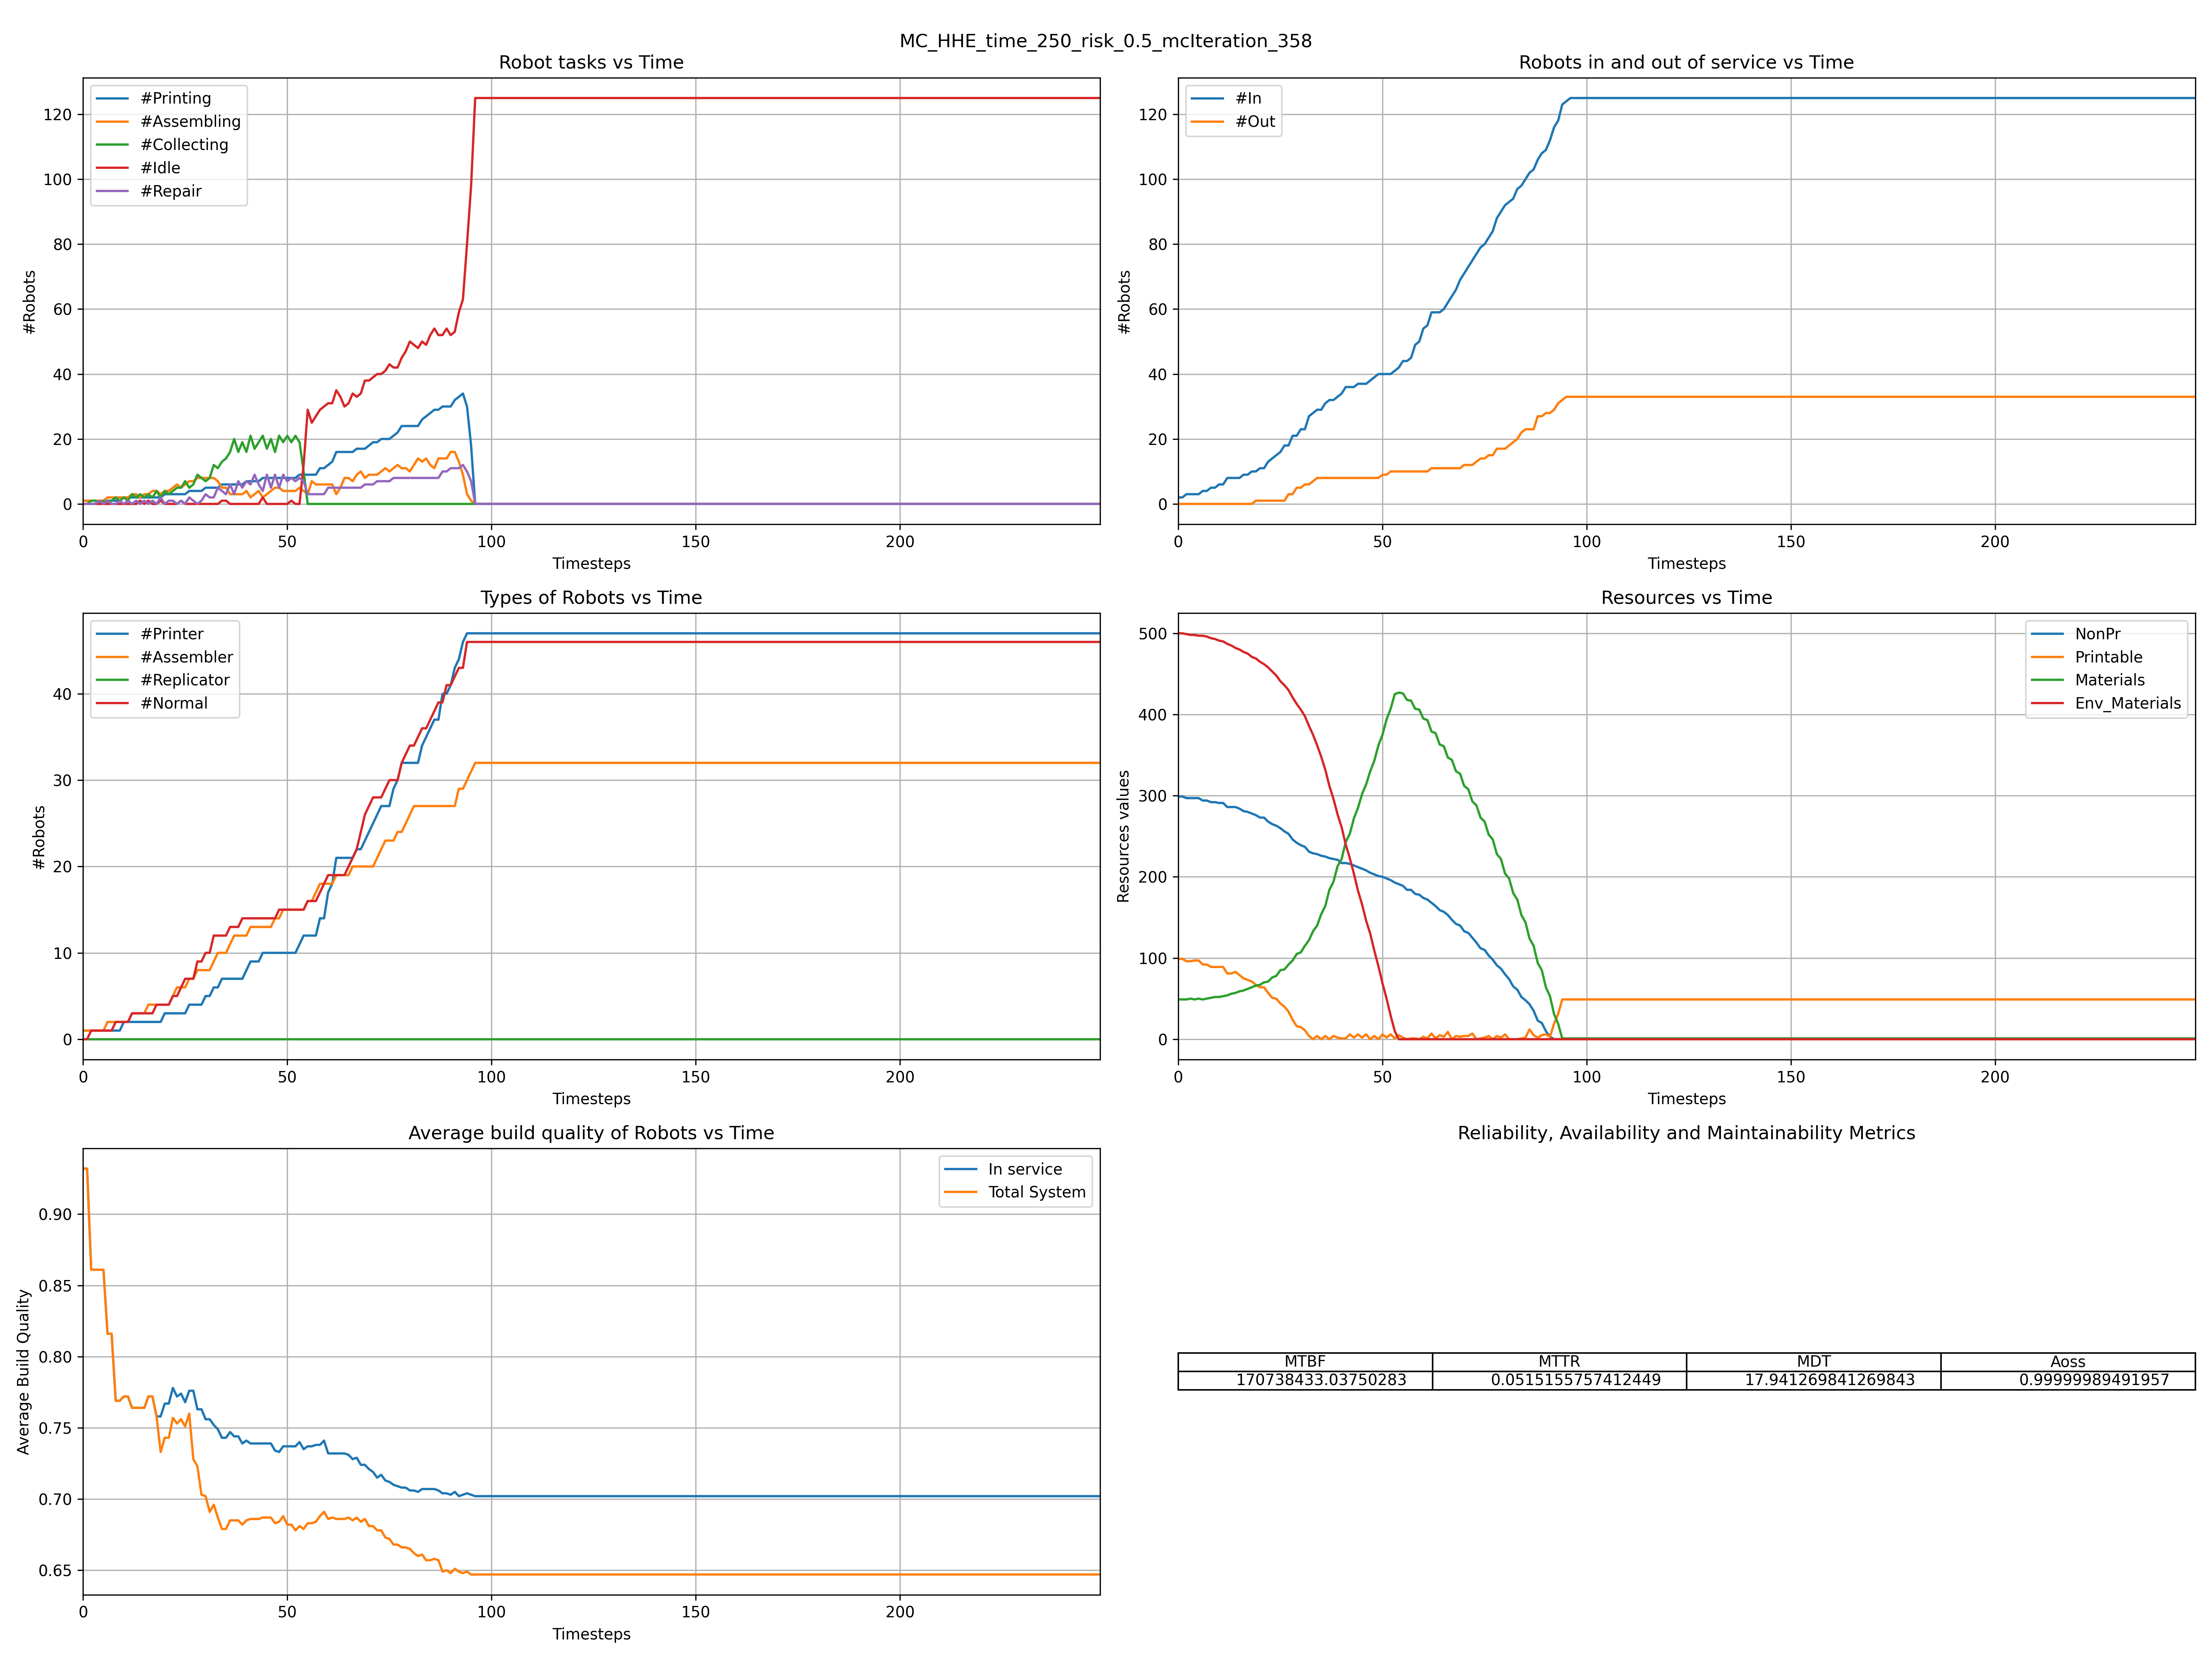 MC_HHE_time_250_risk_0.5_mcIteration_358
Robot tasks vs Time
#Printing
#Assembling
#Collecting
#Idle
#Repair
120
100
80
60
40
20
0
#Robots
0 50 100 150 200
Timesteps
Robots in and out of service vs Time
#In
#Out
120
100
80
60
40
20
0
#Robots
0 50 100 150 200
Timesteps
Types of Robots vs Time
#Printer
#Assembler
#Replicator
#Normal
40
30
20
10
0
#Robots
0 50 100 150 200
Timesteps
Resources vs Time
NonPr
Printable
Materials
Env_Materials
500
400
300
200
100
0
Resources values
0 50 100 150 200
Timesteps
Average build quality of Robots vs Time
In service
Total System
0.90
0.85
0.80
0.75
0.70
0.65
Average Build Quality
0 50 100 150 200
Timesteps
Reliability, Availability and Maintainability Metrics
MTBF MTTR MDT Aoss
170738433.03750283 0.0515155757412449 17.941269841269843 0.99999989491957